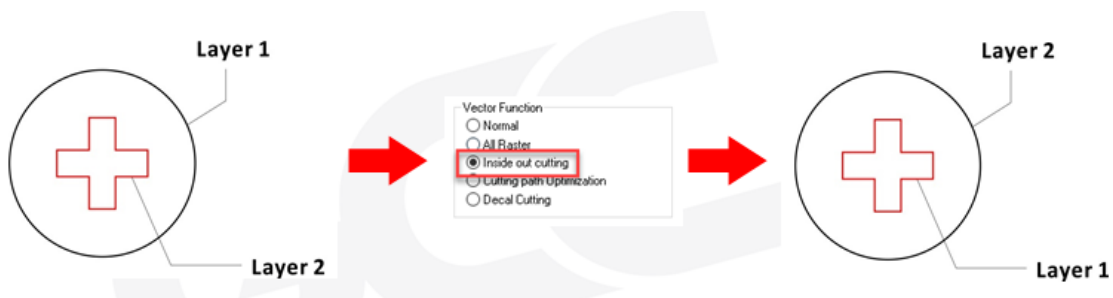 Layer 1
Layer 2
Vector Function
Normal
All Raster
Inside out cutting
Cutting path Optimization
Decal Cutting
Layer 2
Layer 1